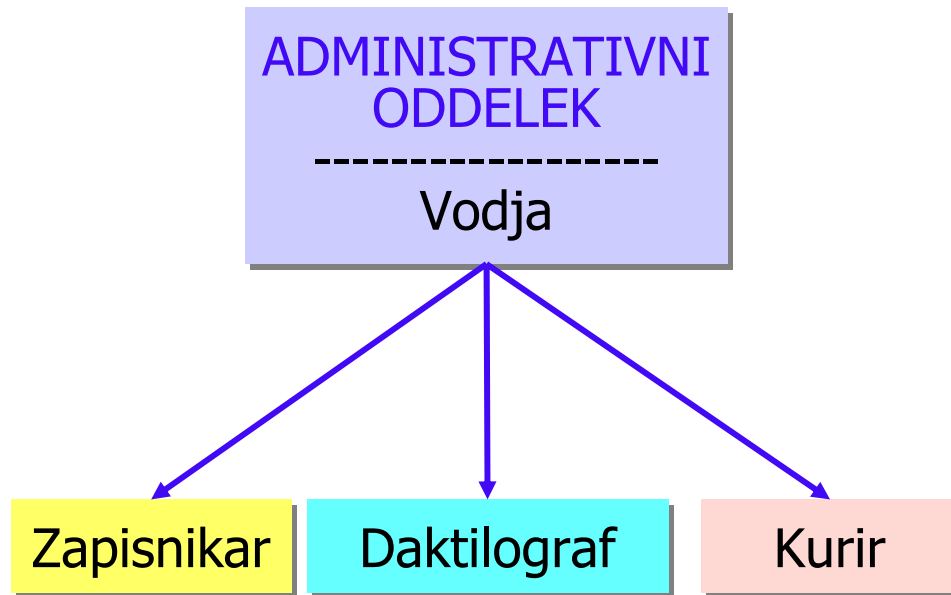 ADMINISTRATIVNI
ODDELEK
------------------
Vodja
Zapisnikar
Daktilograf
Kurir